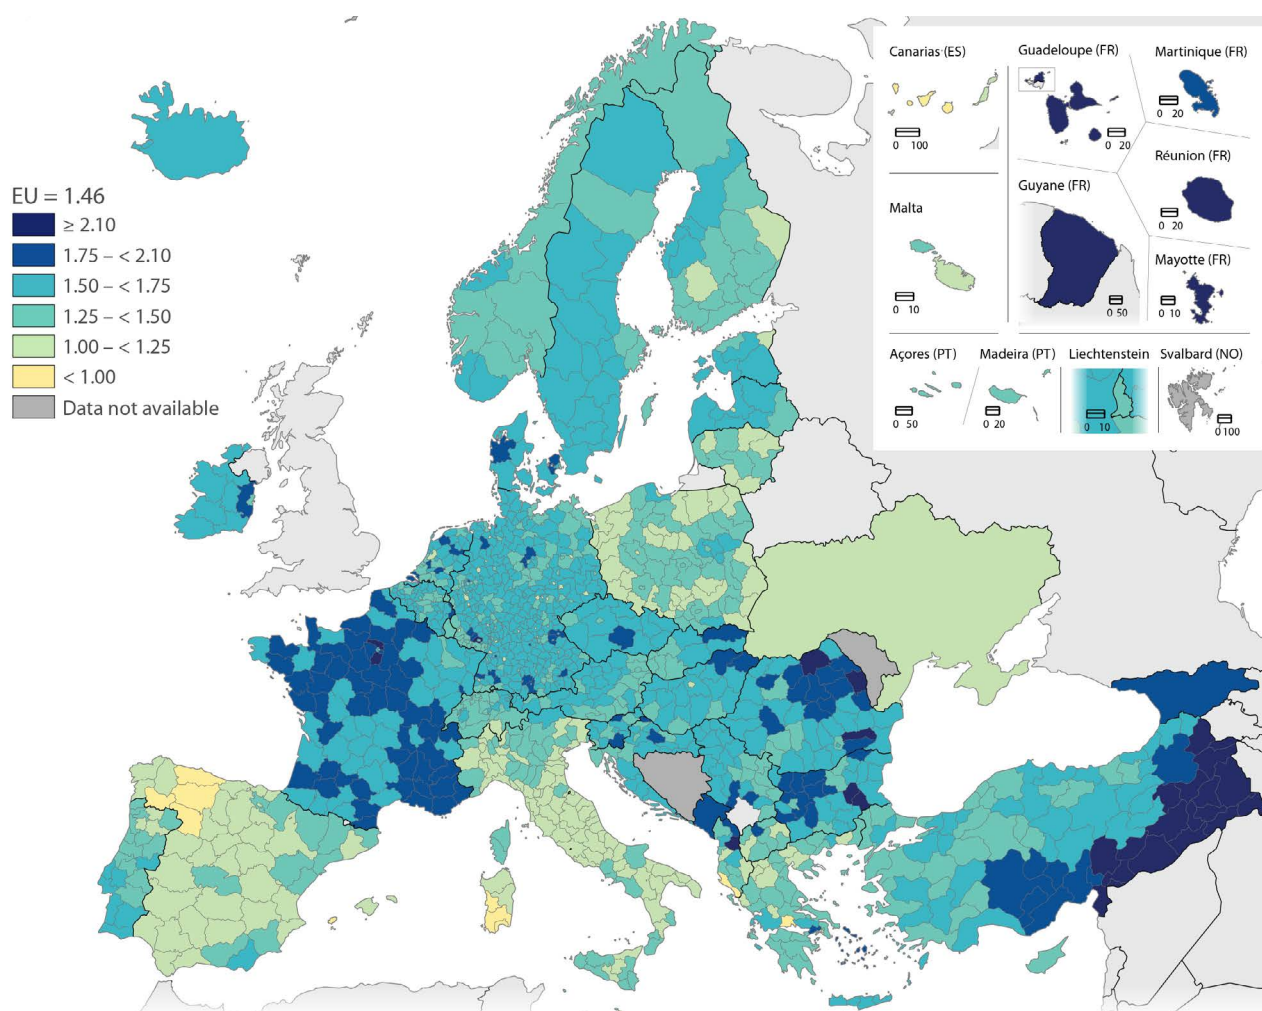 EU = 1.46
≥ 2.10
1.75 – < 2.10
1.50 – < 1.75
1.25 – < 1.50
1.00 – < 1.25
< 1.00
Data not available
Canarias (ES)
0 100
Guadeloupe (FR)
0 20
Martinique (FR)
0 20
Réunion (FR)
0 20
Guyane (FR)
0 50
Mayotte (FR)
0 10
Malta
0 10
Açores (PT)
0 50
Madeira (PT)
0 20
Liechtenstein
0 10
Svalbard (NO)
0 100